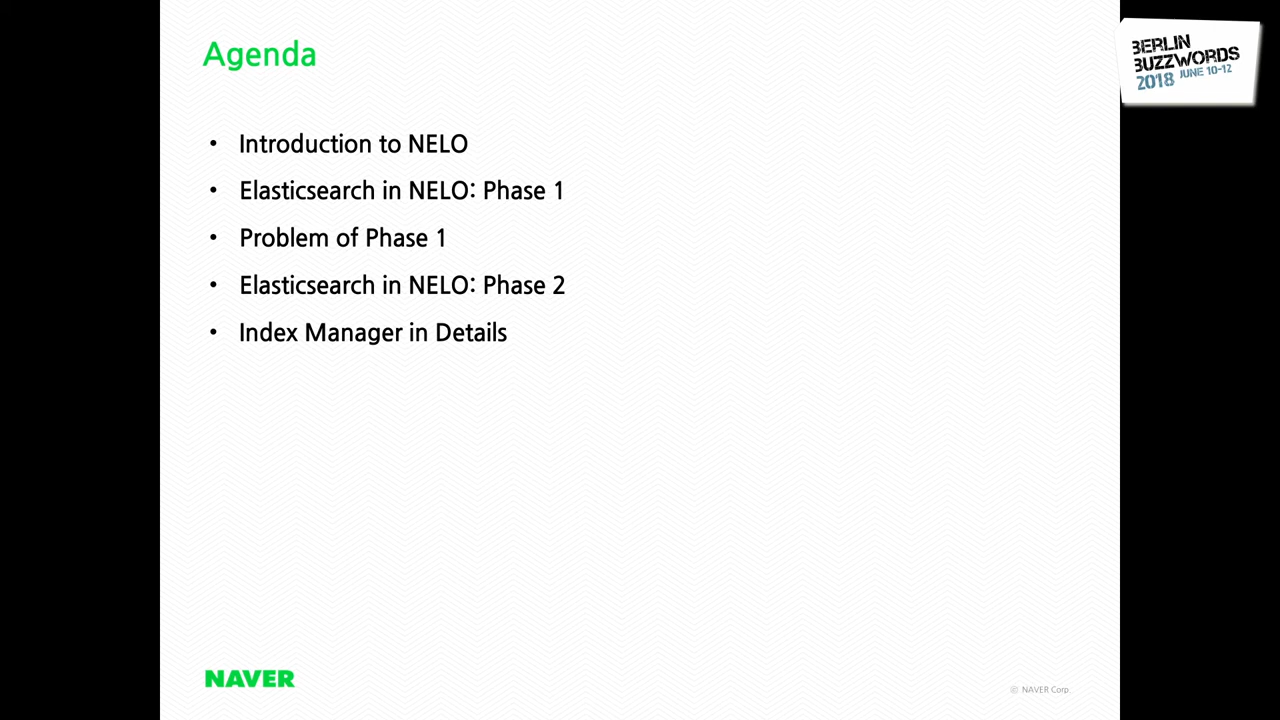 Agenda
BERLIN
BUZZWORDS
2018 JUNE 10-12
• Introduction to NELO
• Elasticsearch in NELO: Phase 1
• Problem of Phase 1
• Elasticsearch in NELO: Phase 2
• Index Manager in Details
NAVER
ⓒ NAVER Corp.